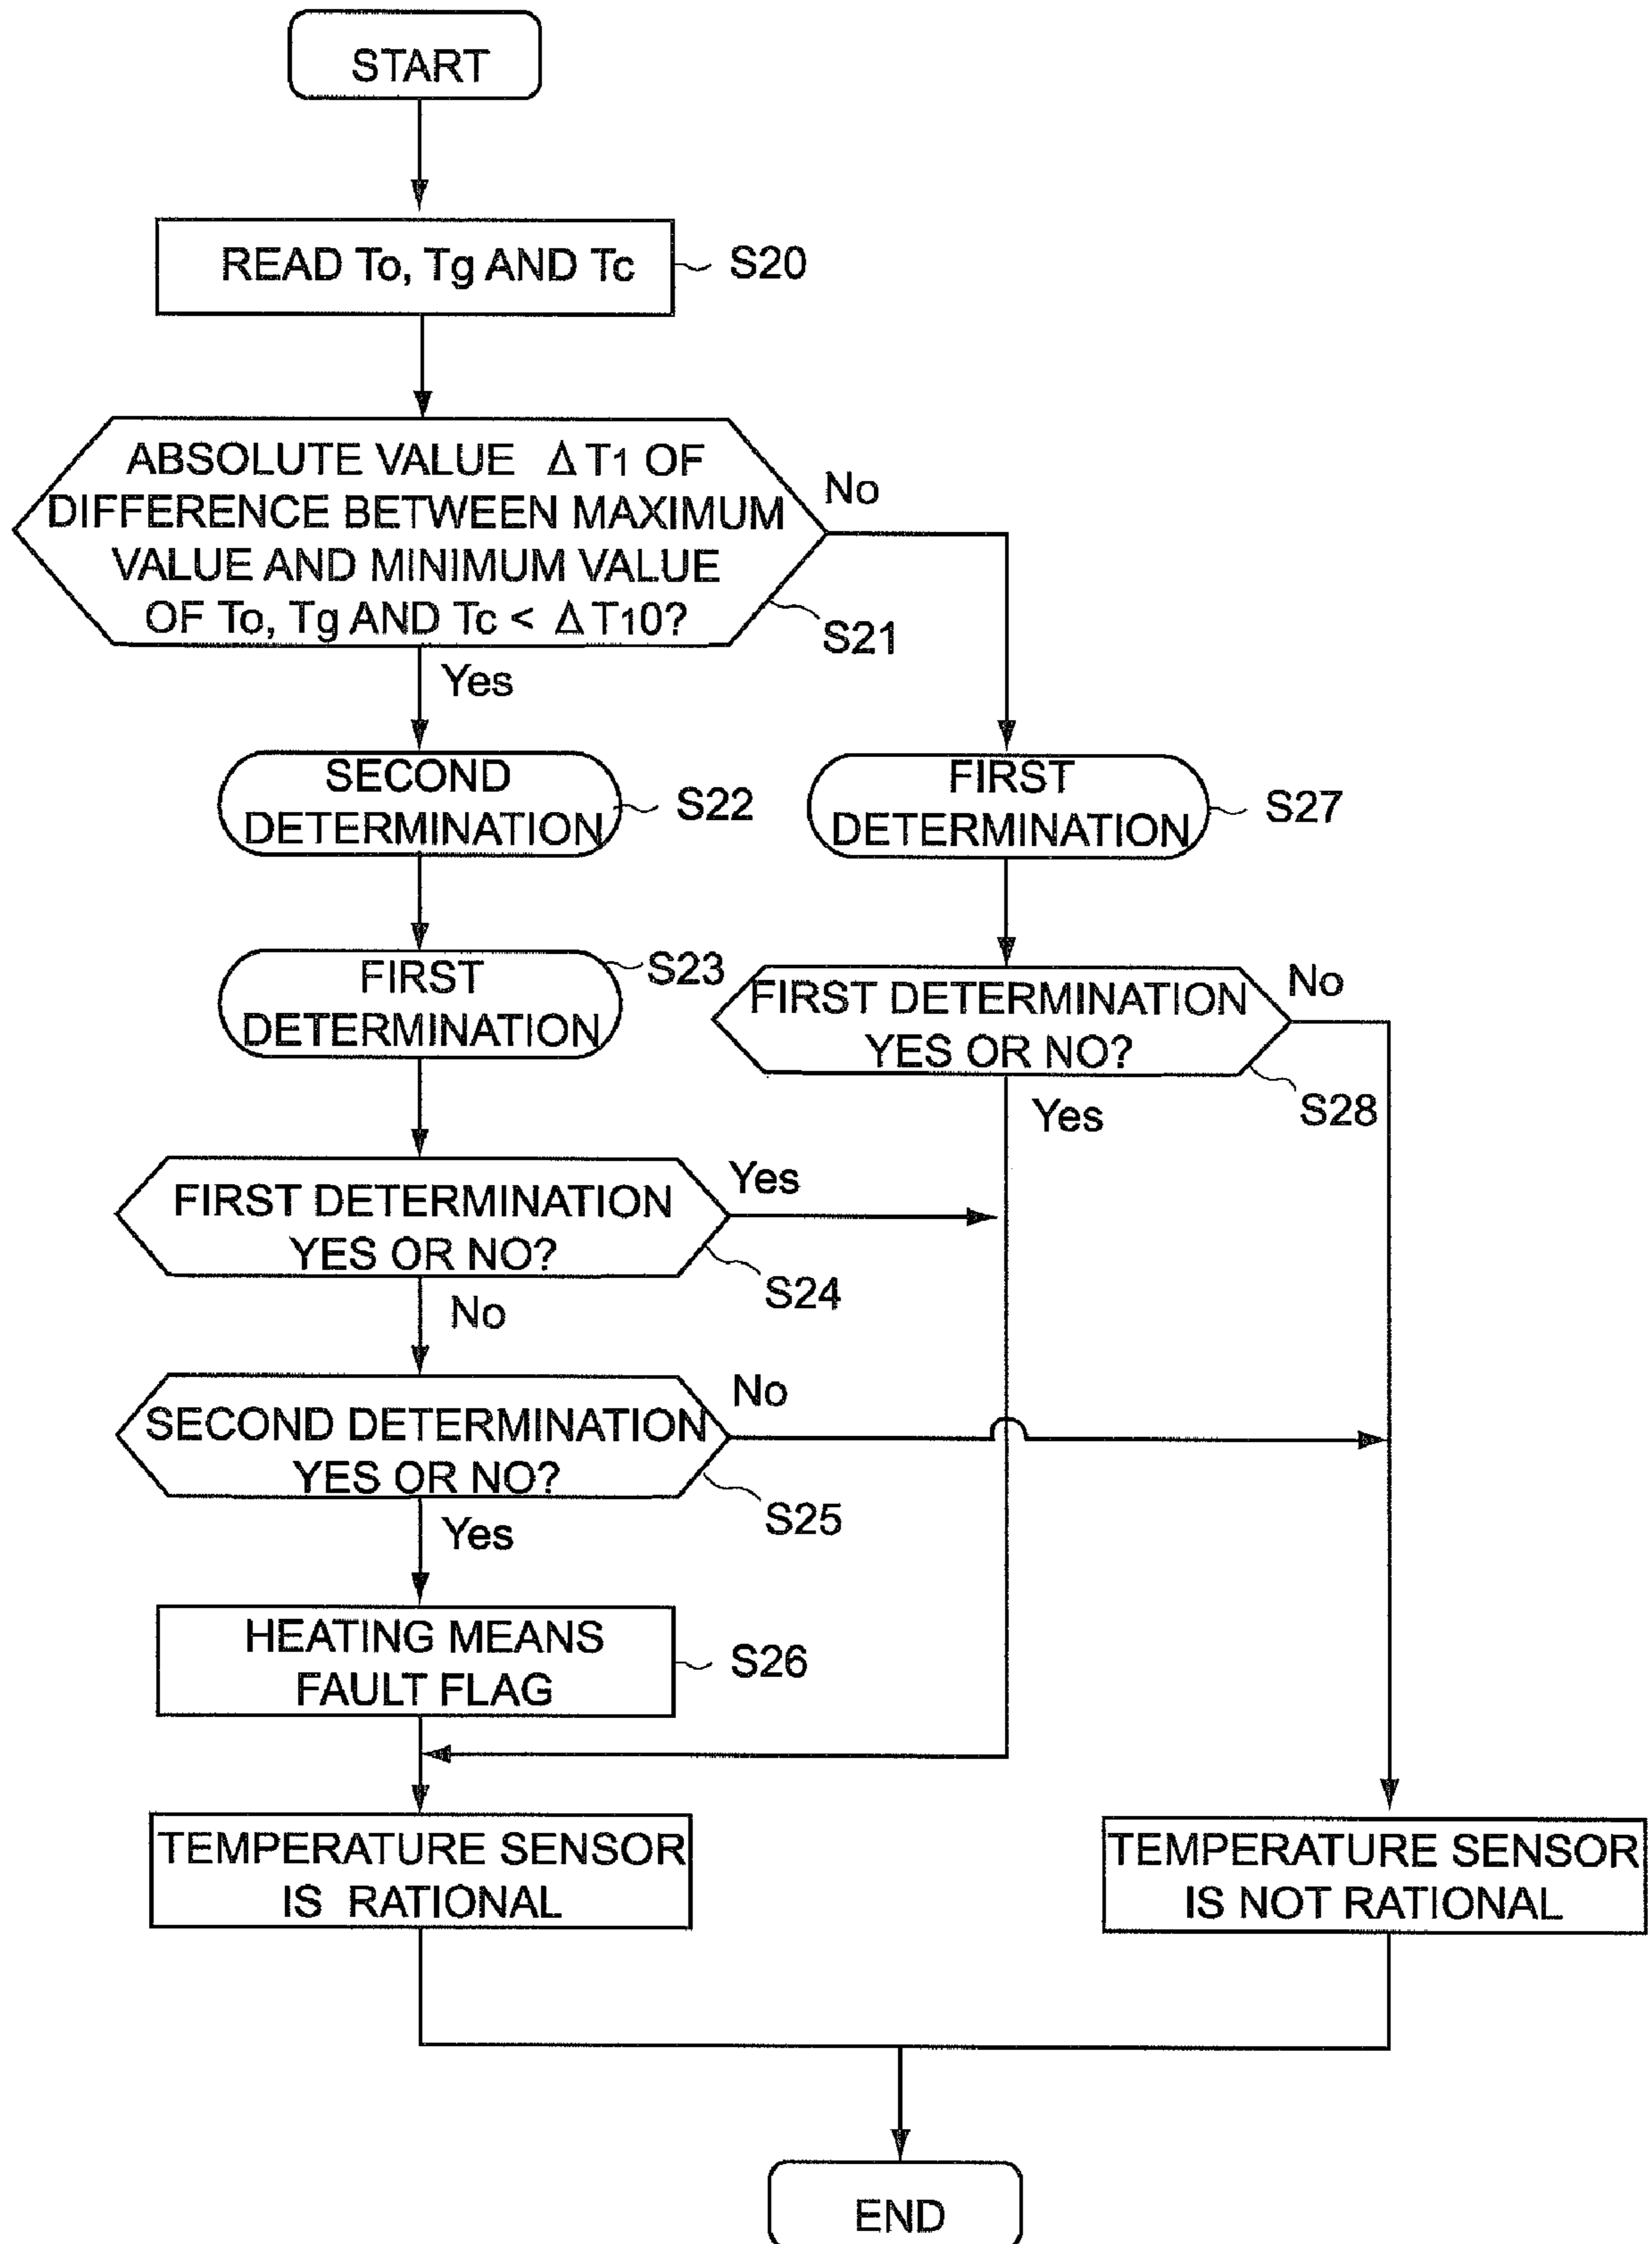 START
READ To, Tg AND Tc
S20
ABSOLUTE VALUE ΔT1 OF
DIFFERENCE BETWEEN MAXIMUM
VALUE AND MINIMUM VALUE
OF To, Tg AND Tc < ΔT10?
No
S21
Yes
SECOND
DETERMINATION
S22
FIRST
DETERMINATION
S27
FIRST
DETERMINATION
S23
FIRST DETERMINATION
YES OR NO?
No
S28
Yes
FIRST DETERMINATION
YES OR NO?
Yes
S24
No
SECOND DETERMINATION
YES OR NO?
No
S25
Yes
HEATING MEANS
FAULT FLAG
S26
TEMPERATURE SENSOR
IS RATIONAL
TEMPERATURE SENSOR
IS NOT RATIONAL
END